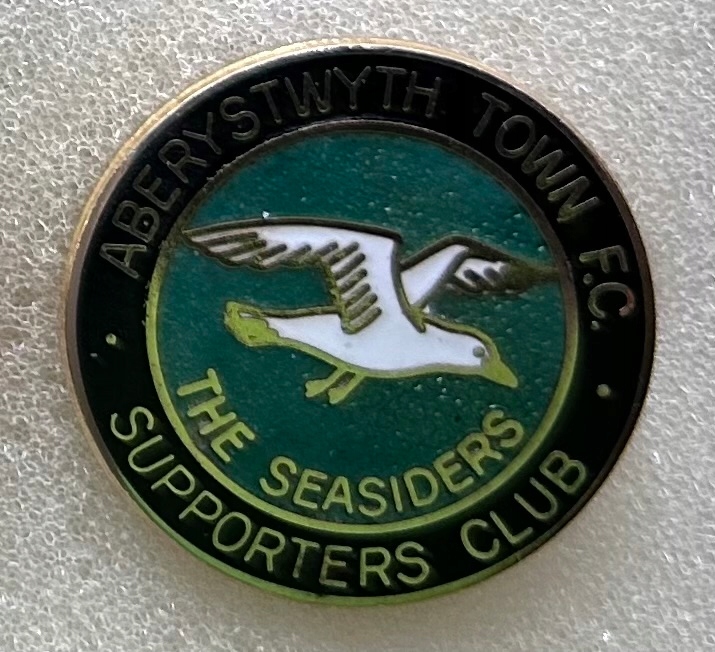 ABERYSTWYTH TOWN F.C.
THE SEASIDERS
SUPPORTERS CLUB